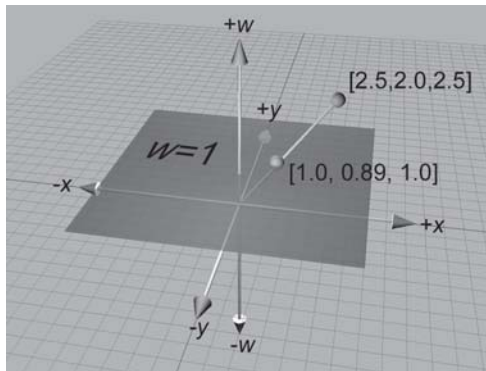 +w
[2.5,2.0,2.5]
+y
w=1
[1.0, 0.89, 1.0]
-x
+x
-y
-w